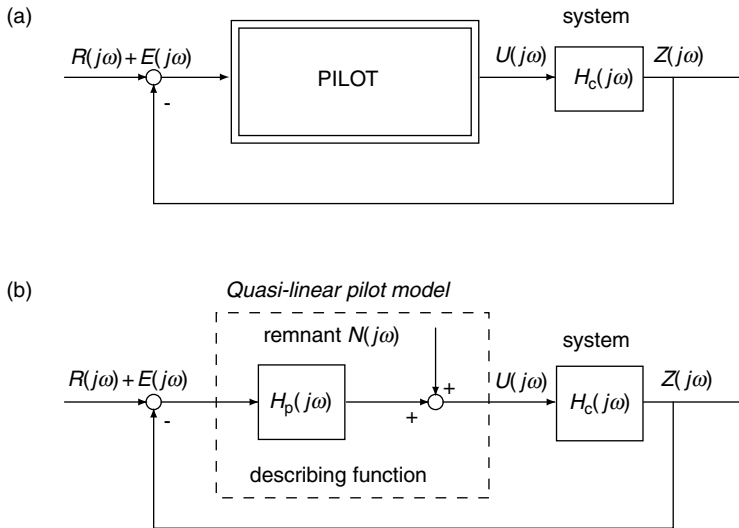 (a)
system
R(jω) + E(jω)
U(jω)
Z(jω)
PILOT
H_c(jω)
-
(b)
Quasi-linear pilot model
remnant N(jω)
system
R(jω) + E(jω)
+
U(jω)
Z(jω)
H_p(jω)
H_c(jω)
-
+
describing function